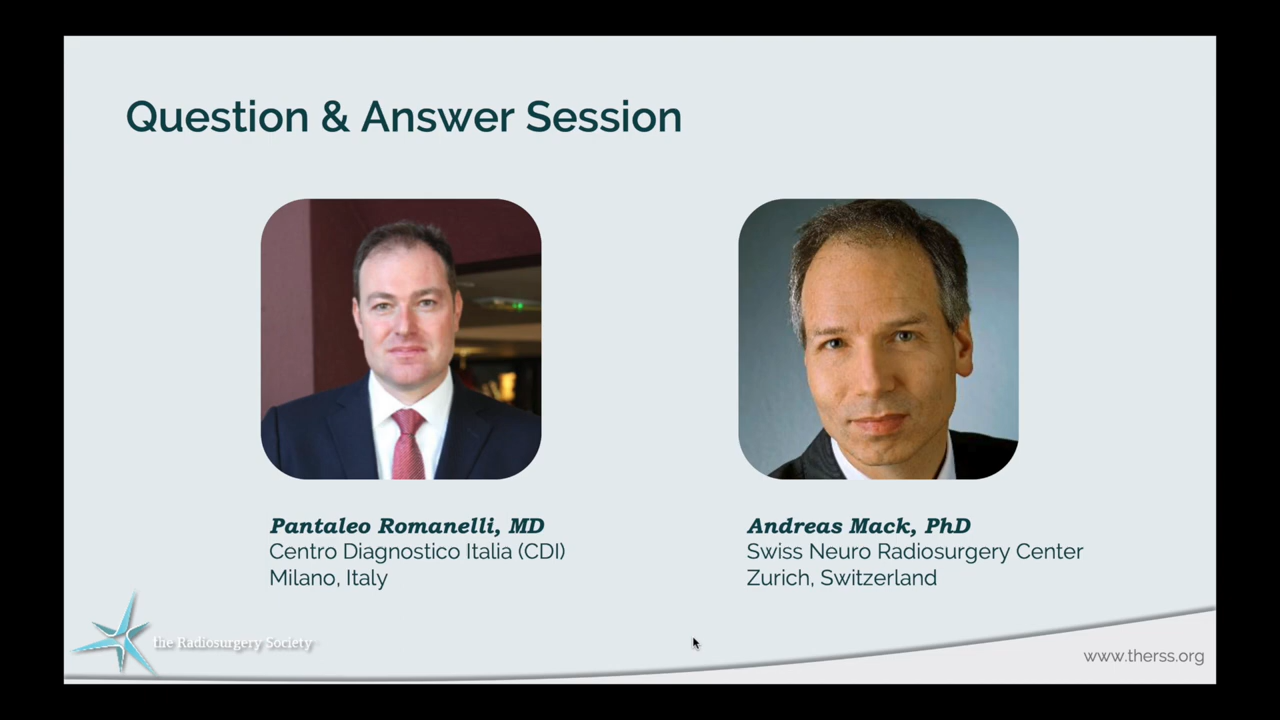 Question & Answer Session
Pantaleo Romanelli, MD
Centro Diagnostico Italia (CDI)
Milano, Italy
Andreas Mack, PhD
Swiss Neuro Radiosurgery Center
Zurich, Switzerland
the Radiosurgery Society
www.therss.org